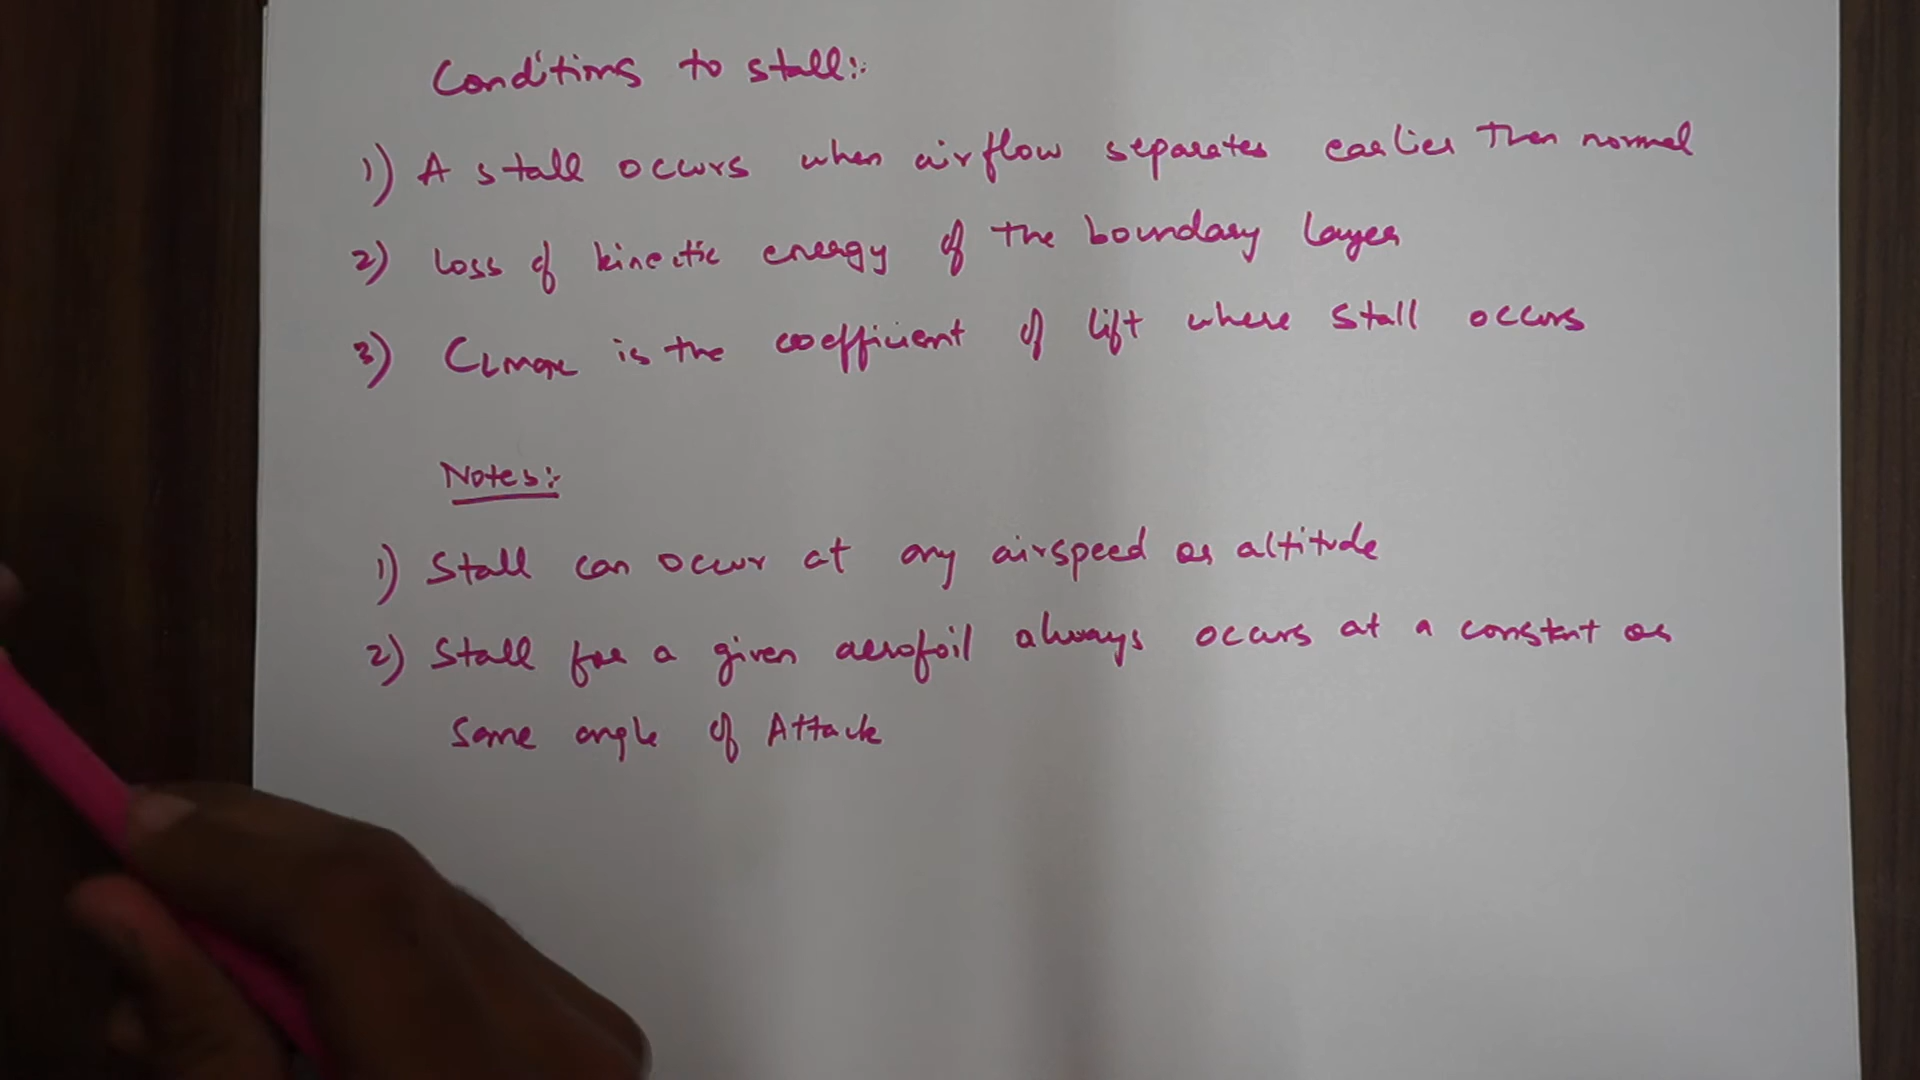 Conditions to stall:-
1) A stall occurs when airflow separates earlier then normal
2) loss of kinectic energy of the boundary layer
3) CLmax is the coefficient of lift where stall occurs
Notes:-
1) Stall can occur at any airspeed or altitude
2) Stall for a given aerofoil always occurs at a constant or
same angle of Attack